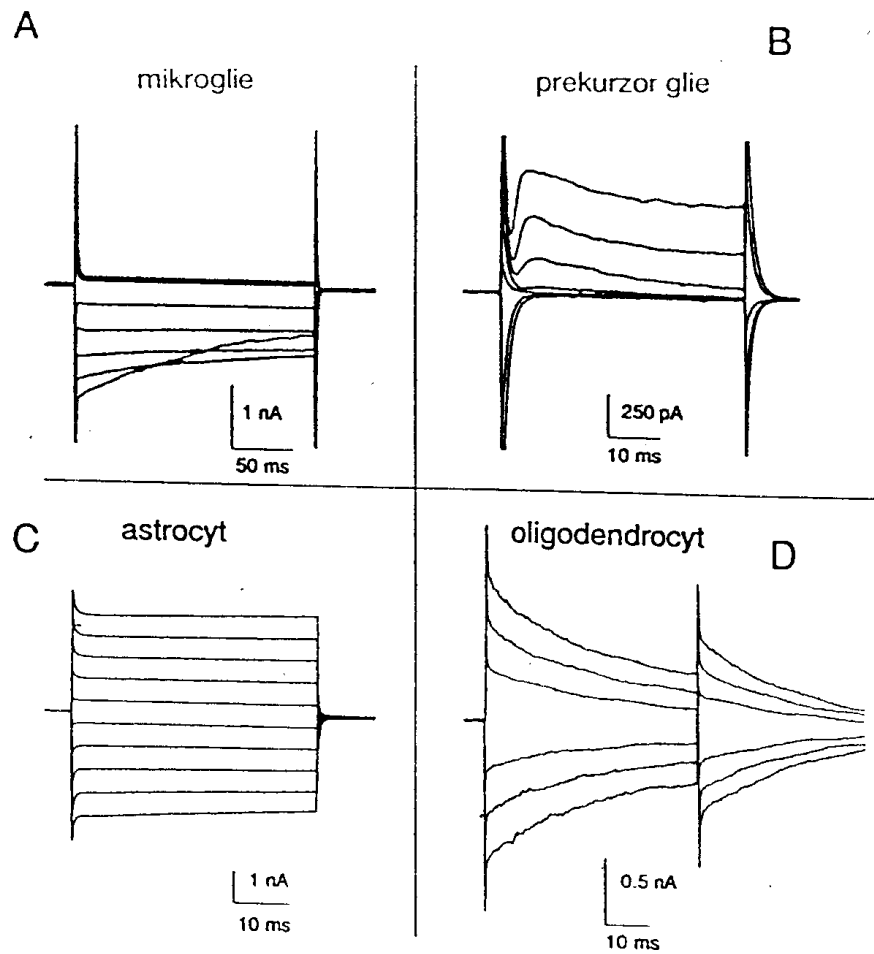 A
mikroglie
1 nA
50 ms
B
prekurzor glie
250 pA
10 ms
C
astrocyt
1 nA
10 ms
oligodendrocyt
D
0.5 nA
10 ms